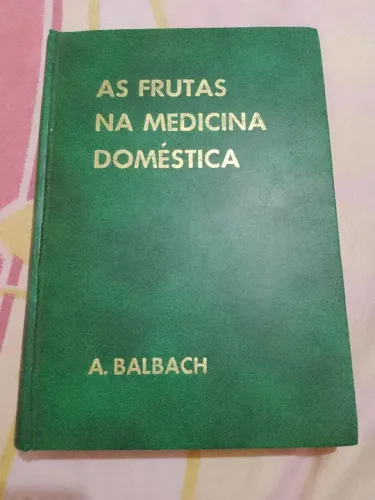 AS FRUTAS
NA MEDICINA
DOMÉSTICA
A. BALBACH